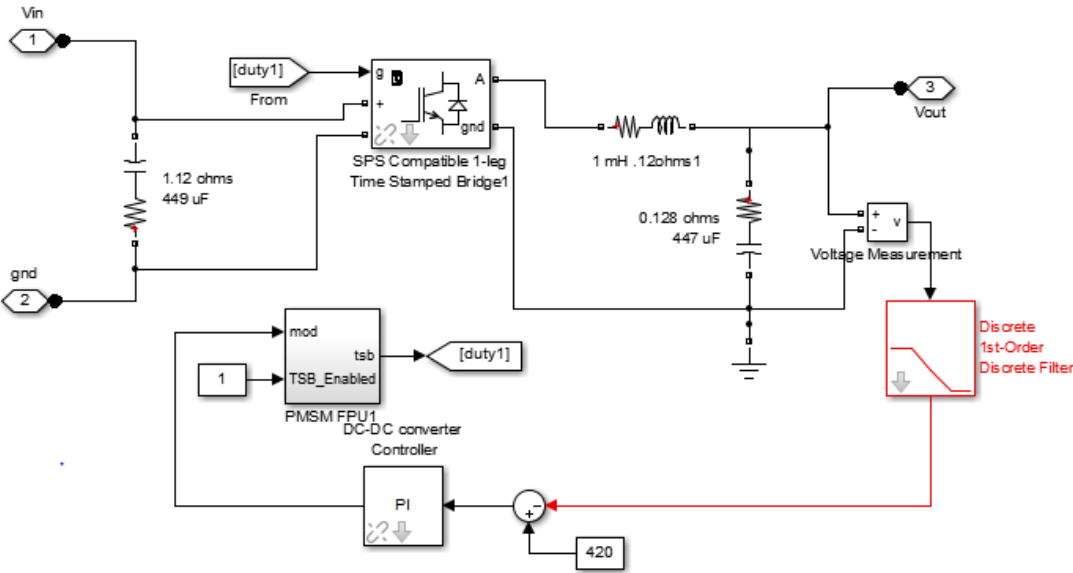 Vin
1
[duty1]
From
g
+
A
gnd
SPS Compatible 1-leg
Time Stamped Bridge1
1.12 ohms
449 uF
gnd
2
1 mH .12ohms1
0.128 ohms
447 uF
3
Vout
+
-
v
Voltage Measurement
Discrete
1st-Order
Discrete Filter
mod
tsb
TSB_Enabled
1
[duty1]
PMSM FPU1
DC-DC converter
Controller
PI
−
+
420